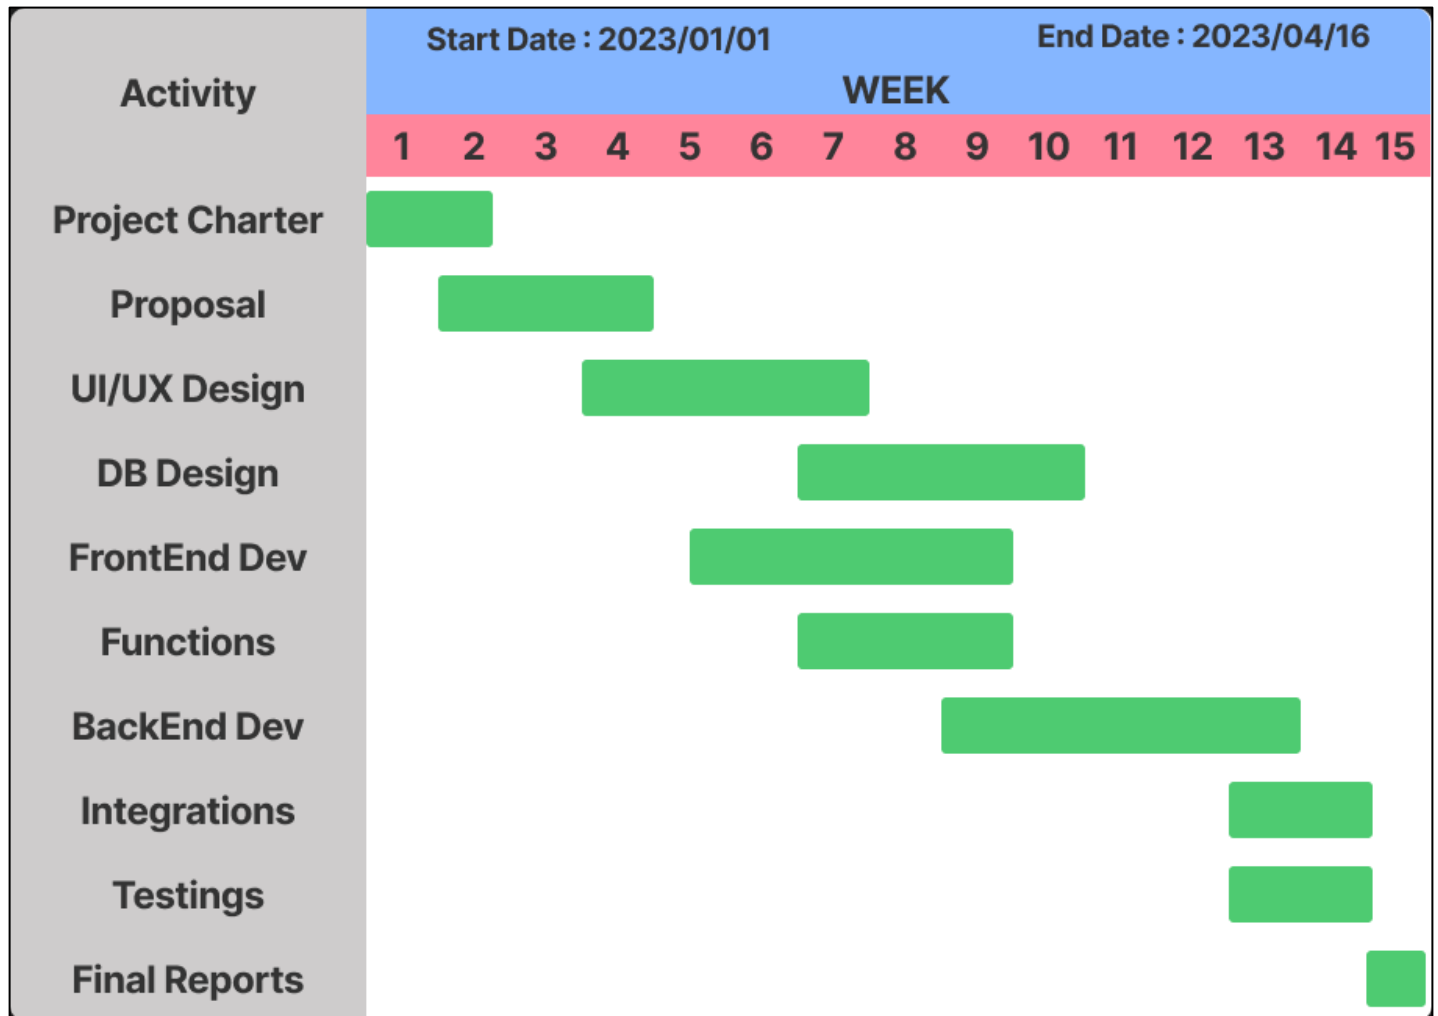 Start Date : 2023/01/01 End Date : 2023/04/16
Activity
WEEK
1 2 3 4 5 6 7 8 9 10 11 12 13 14 15
Project Charter
Proposal
UI/UX Design
DB Design
FrontEnd Dev
Functions
BackEnd Dev
Integrations
Testings
Final Reports